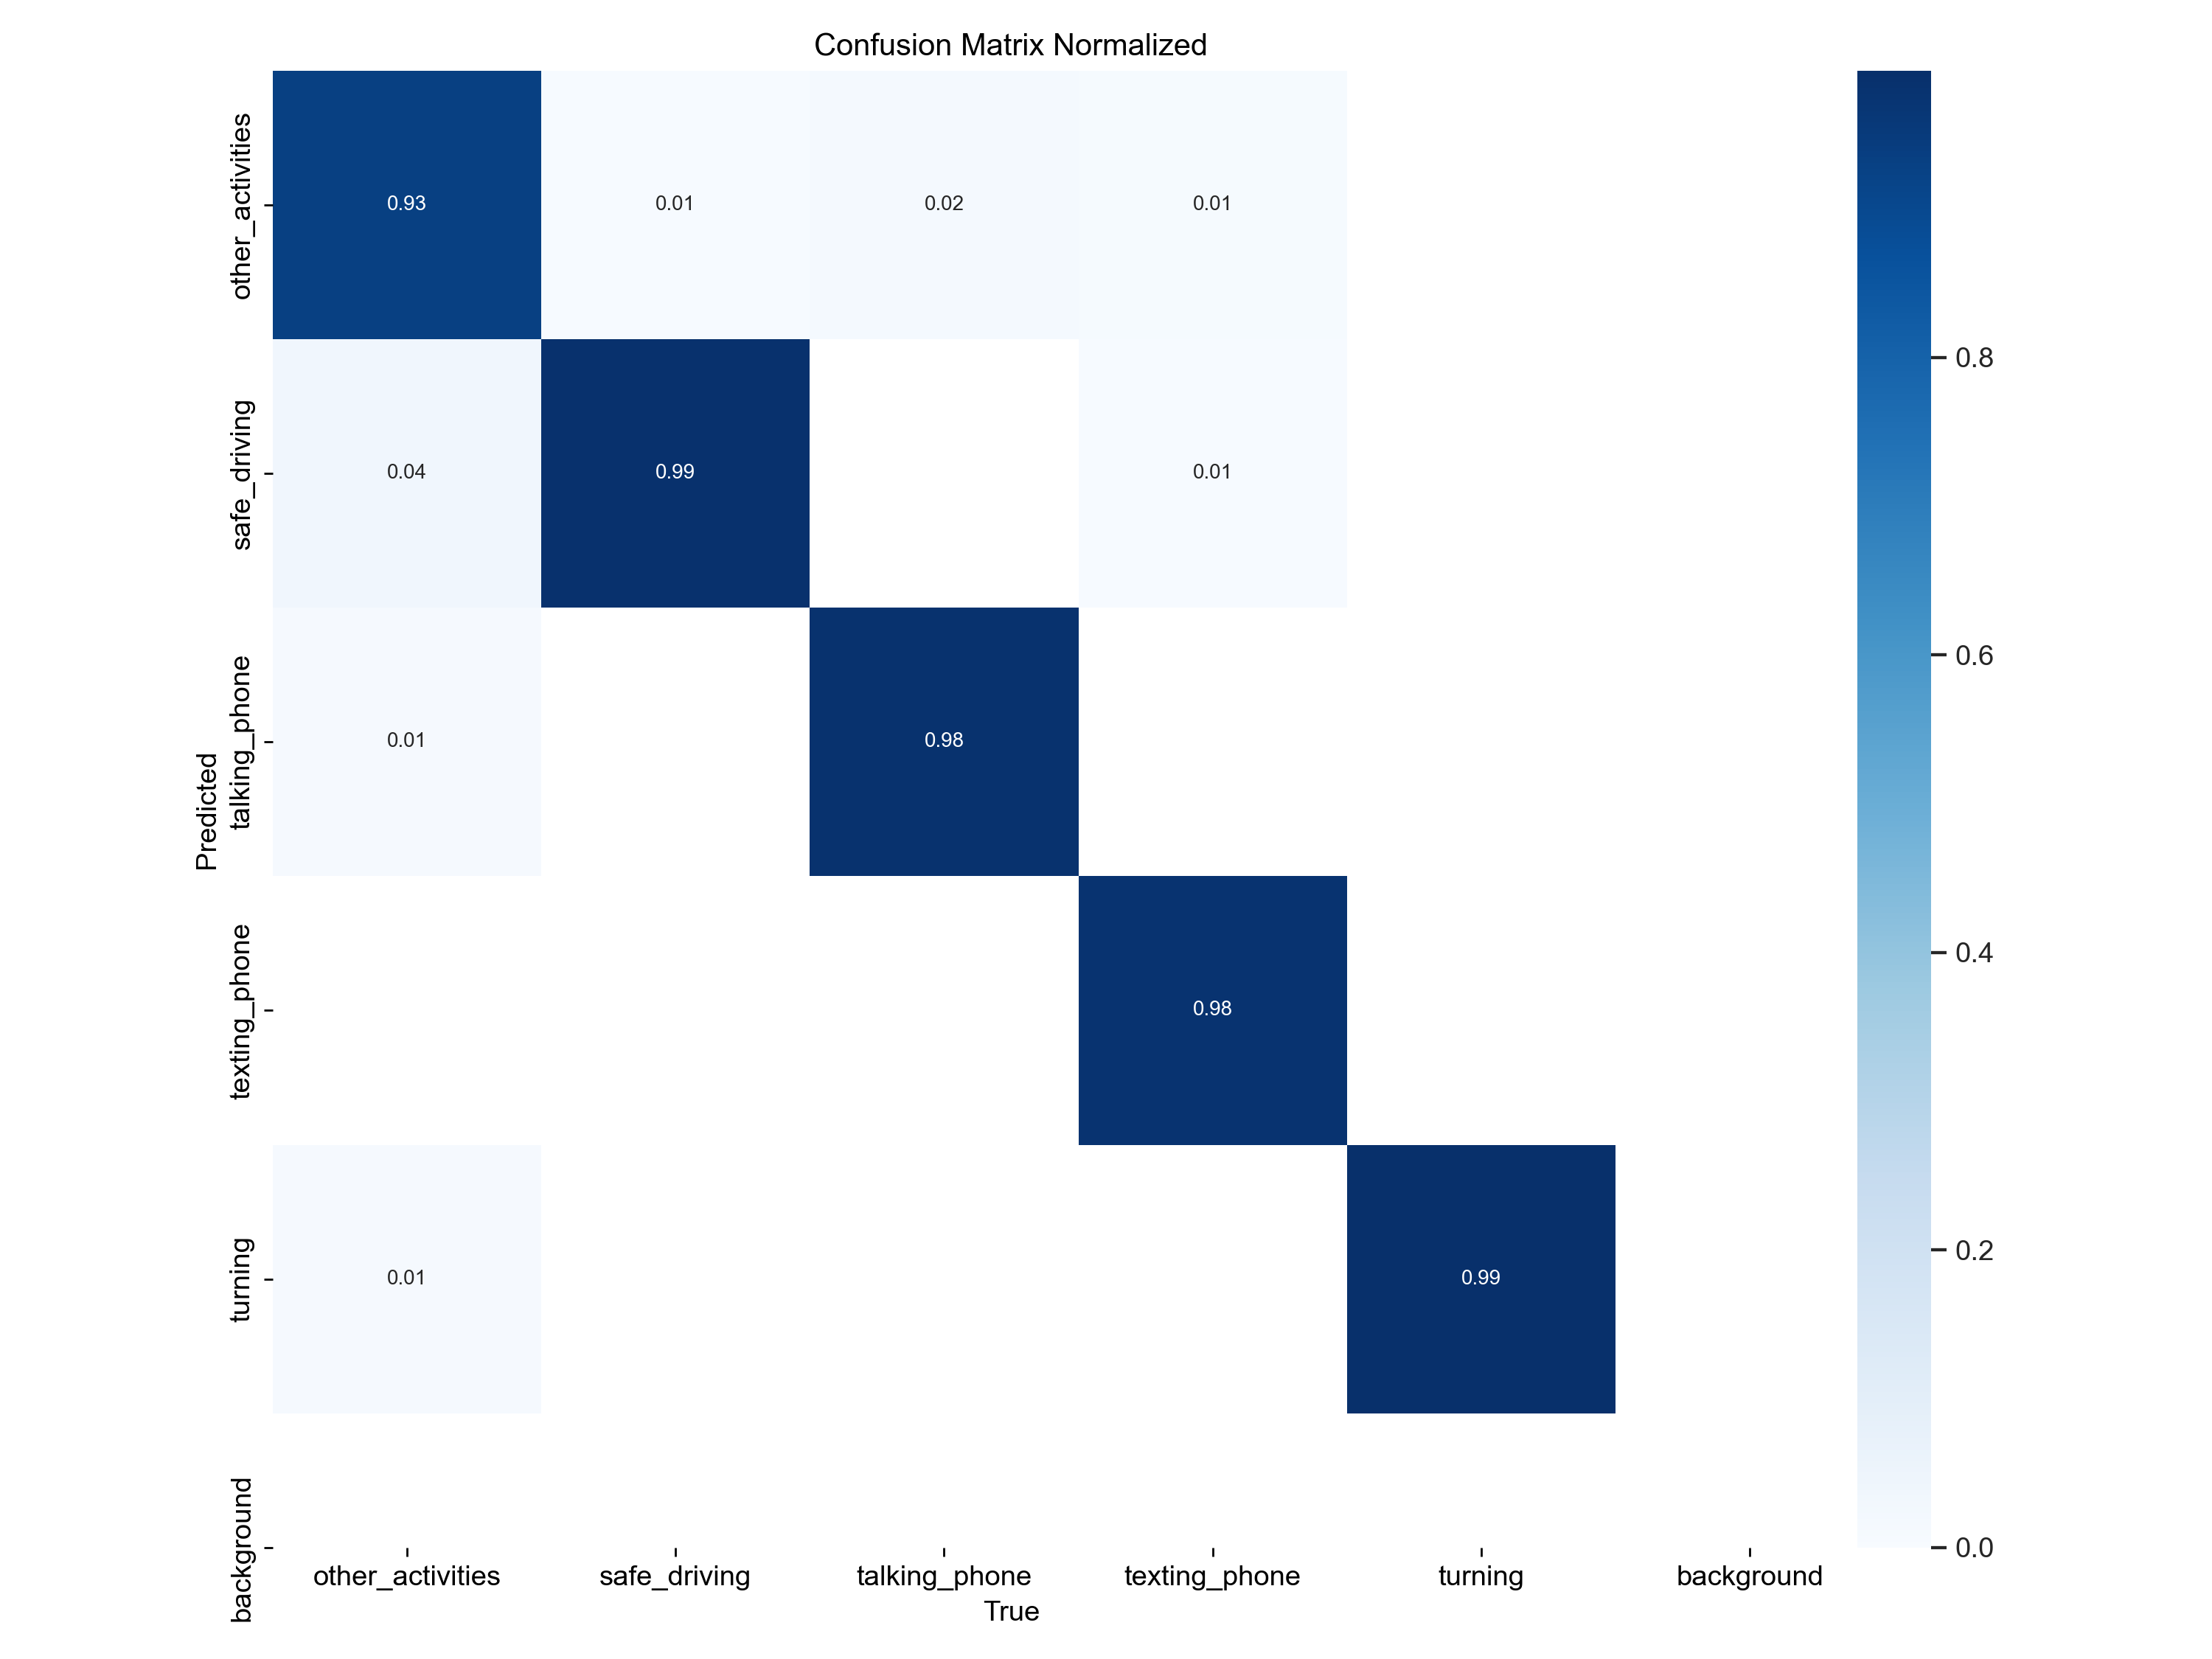 Confusion Matrix Normalized
other_activities
0.93
0.01
0.02
0.01
0.8
safe_driving
0.04
0.99
0.01
0.6
Predicted
talking_phone
0.01
0.98
0.4
texting_phone
0.98
0.2
turning
0.01
0.99
0.0
background
other_activities
safe_driving
talking_phone
texting_phone
turning
background
True